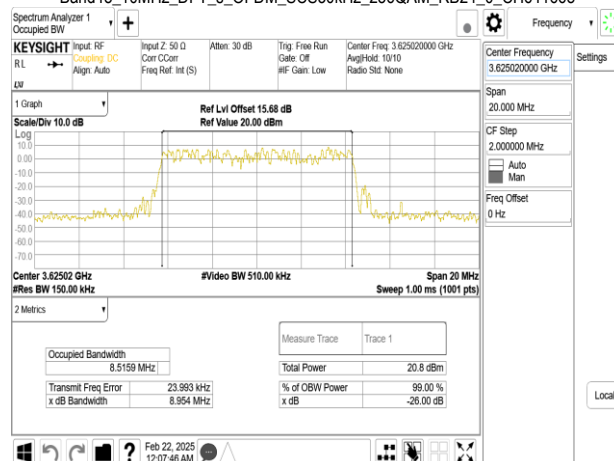 Spectrum Analyzer 1
Occupied BW
Frequency
KEYSIGHT
Input: RF
Coupling: DC
Align: Auto
Input Z: 50 Ω
Corr CCorr
Freq Ref: Int (S)
Atten: 30 dB
Trig: Free Run
Gate: Off
#IF Gain: Low
Center Freq: 3.625020000 GHz
Avg|Hold: 10/10
Radio Std: None
RL
Center Frequency
3.625020000 GHz
Settings
Span
20.000 MHz
CF Step
2.000000 MHz
Auto
Man
Freq Offset
0 Hz
Local
1 Graph
Scale/Div 10.0 dB
Ref Lvl Offset 15.68 dB
Ref Value 20.00 dBm
Log
10.0
0.00
-10.0
-20.0
-30.0
-40.0
-50.0
-60.0
-70.0
Center 3.62502 GHz
#Res BW 150.00 kHz
#Video BW 510.00 kHz
Span 20 MHz
Sweep 1.00 ms (1001 pts)
2 Metrics
Measure Trace
Trace 1
Occupied Bandwidth
8.5159 MHz
Total Power
20.8 dBm
Transmit Freq Error
23.993 kHz
% of OBW Power
99.00 %
x dB Bandwidth
8.954 MHz
x dB
-26.00 dB
Feb 22, 2025
12:07:46 AM